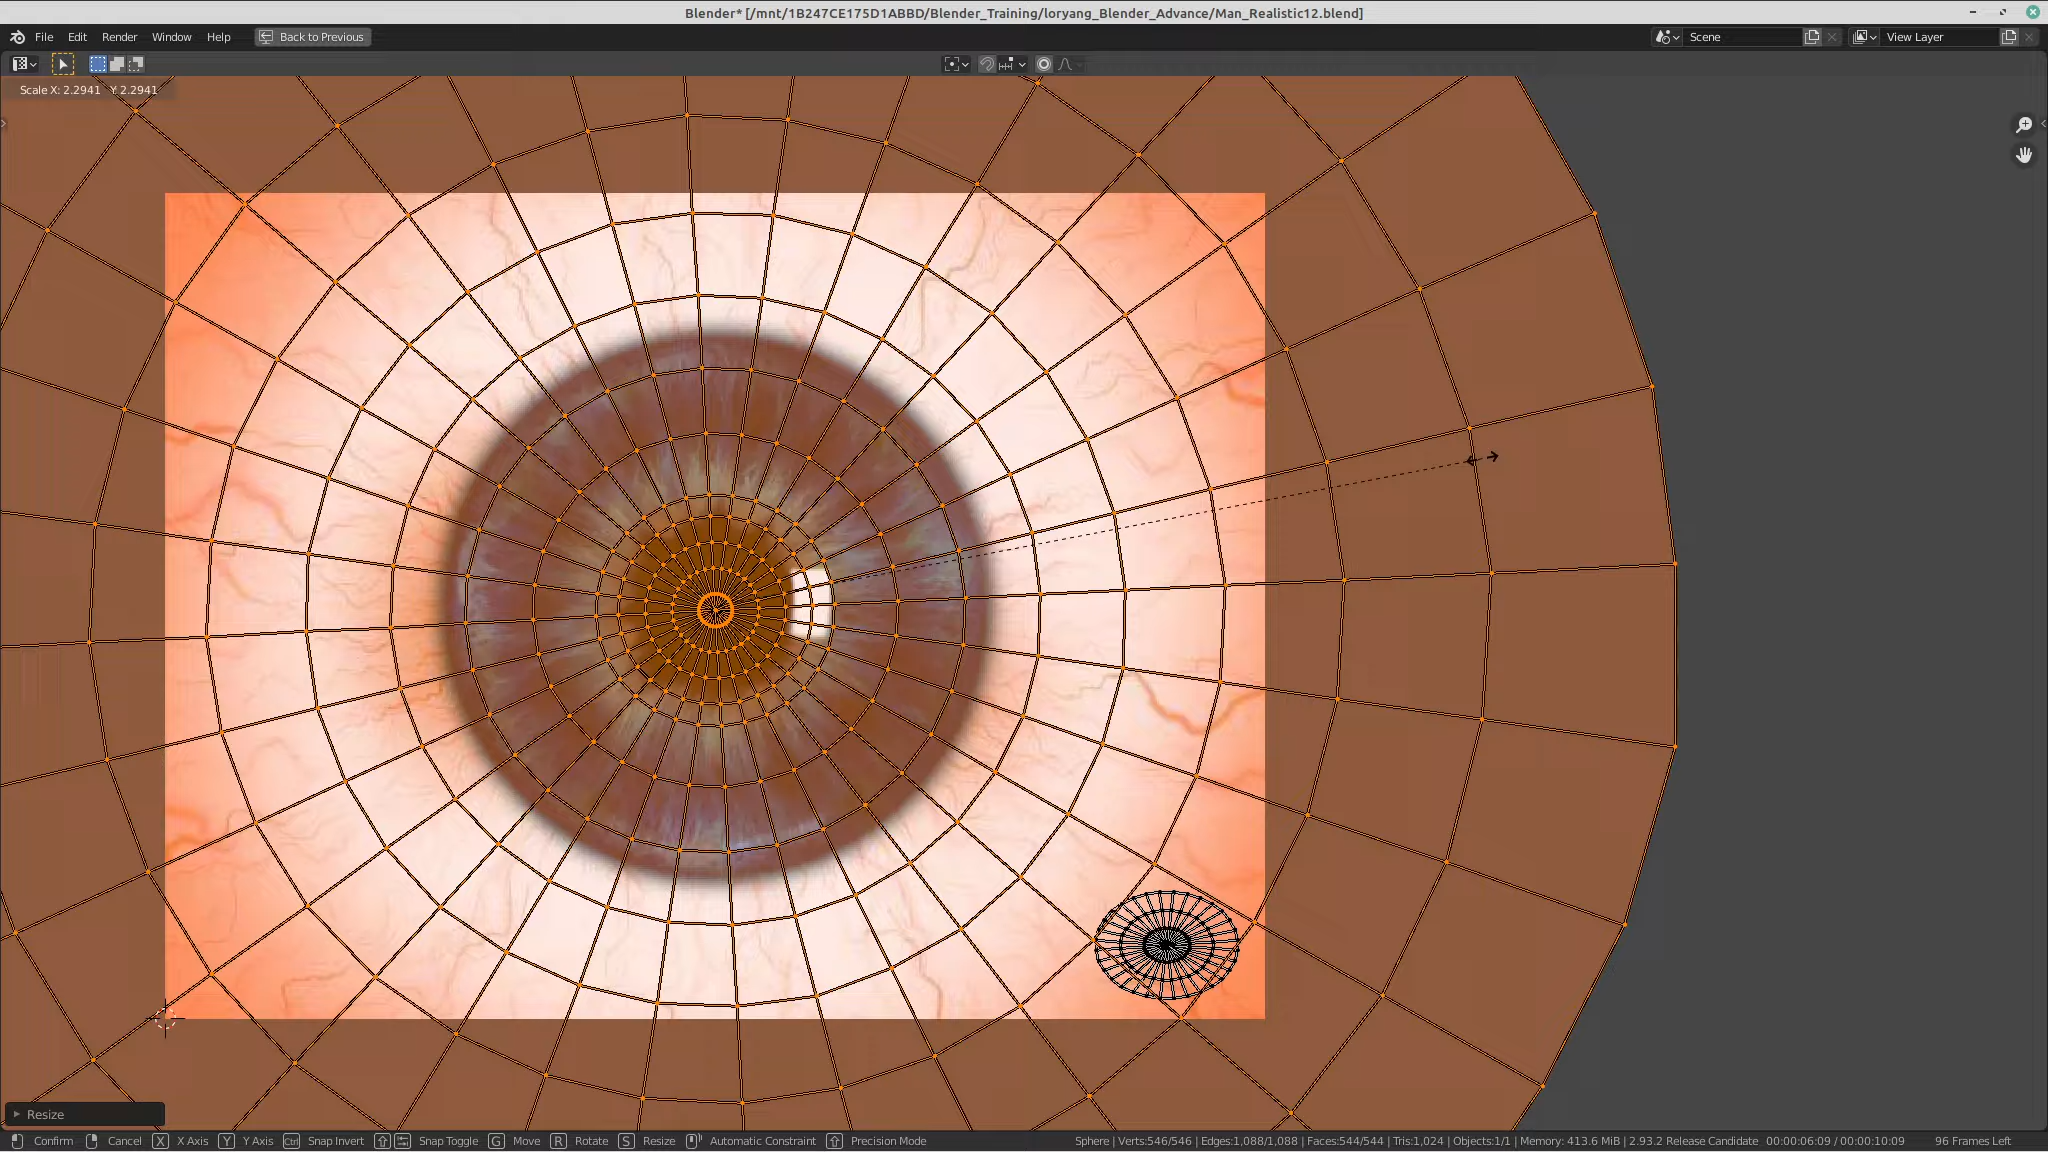 Blender* [/mnt/1B247CE175D1ABBD/Blender_Training/loryang_Blender_Advance/Man_Realistic12.blend]
File Edit Render Window Help Back to Previous Scene View Layer
Scale X: 2.2941 Y 2.2941
Resize
Confirm Cancel X X Axis Y Y Axis Ctrl Snap Invert Snap Toggle G Move R Rotate S Resize Automatic Constraint Precision Mode Sphere | Verts:546/546 | Edges:1,088/1,088 | Faces:544/544 | Tris:1,024 | Objects:1/1 | Memory: 413.6 MiB | 2.93.2 Release Candidate 00:00:06:09 / 00:00:10:09 96 Frames Left